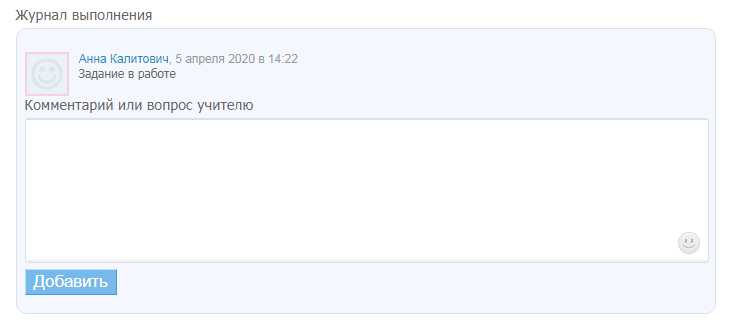 Журнал выполнения
Анна Калитович, 5 апреля 2020 в 14:22
Задание в работе
Комментарий или вопрос учителю
Добавить